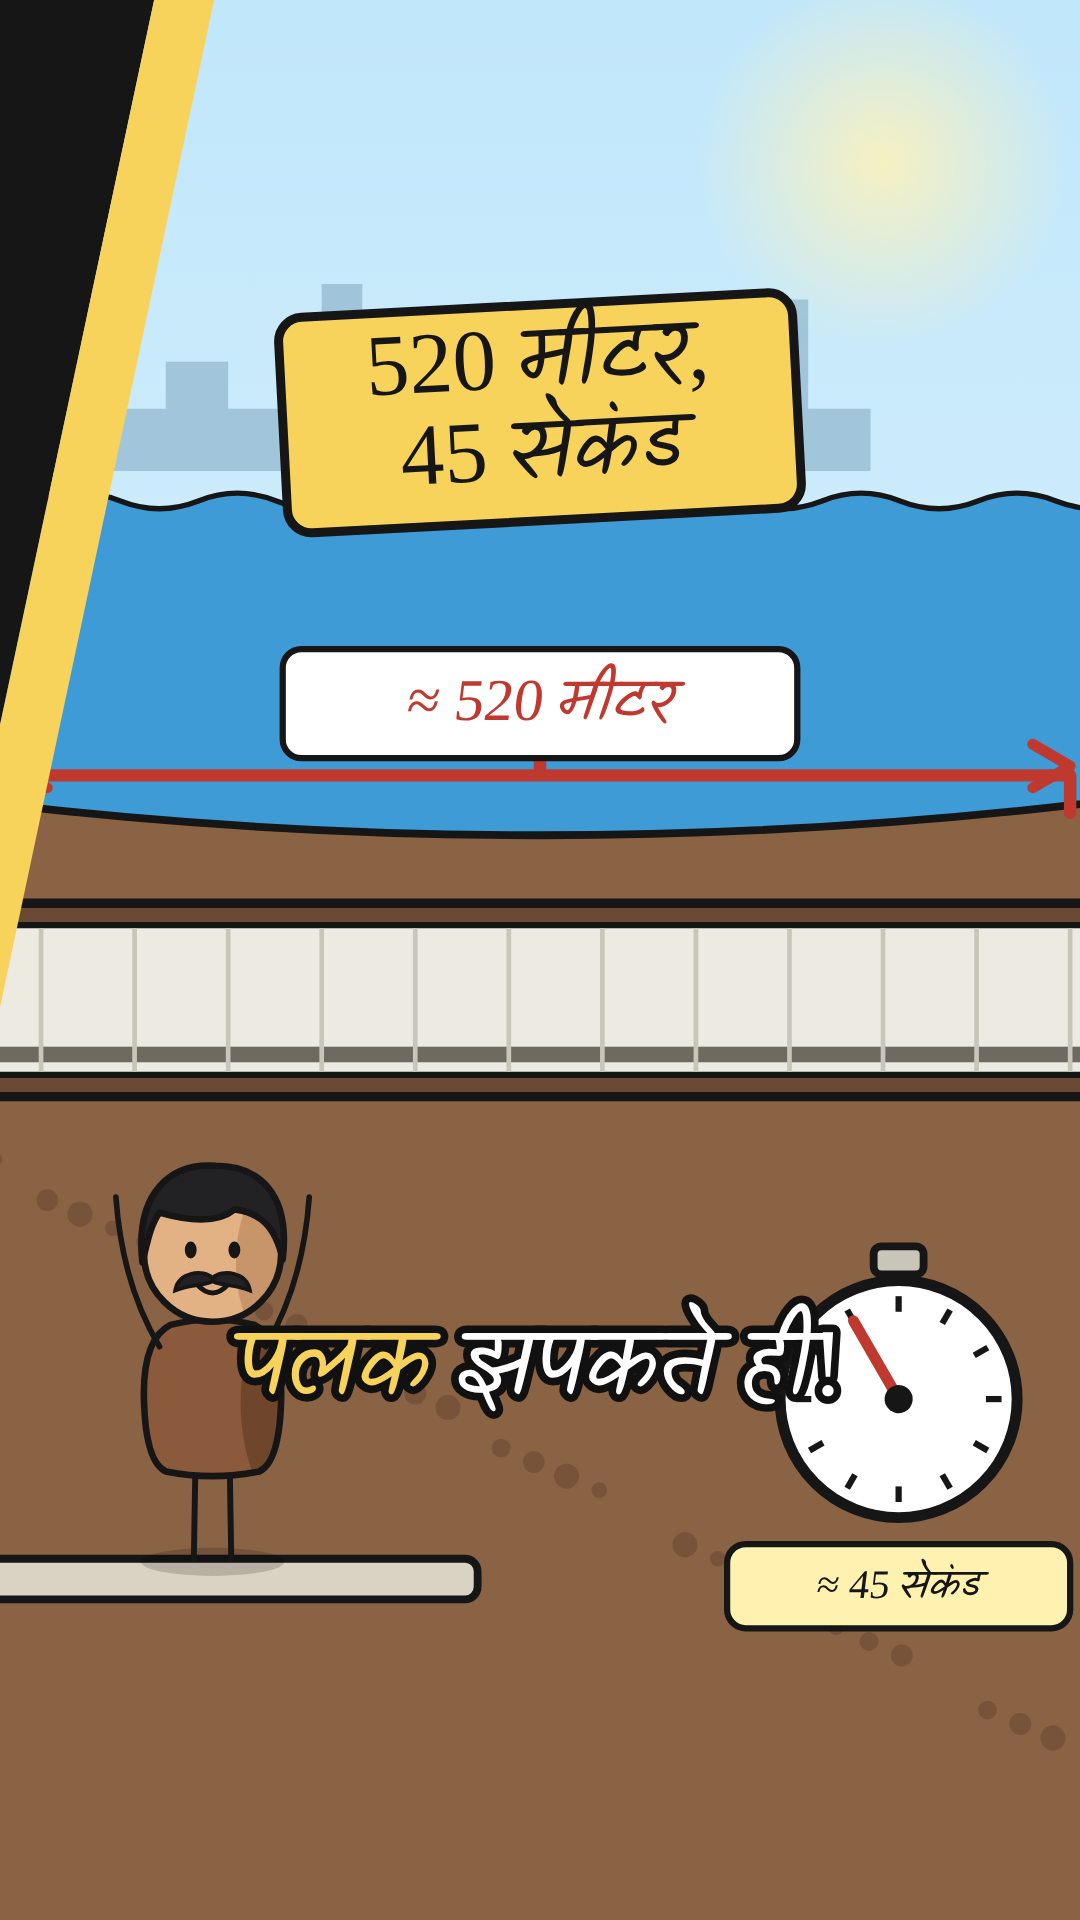 520 मीटर,
45 सेकंड
≈ 520 मीटर
पलक झपकते ही!
≈ 45 सेकंड